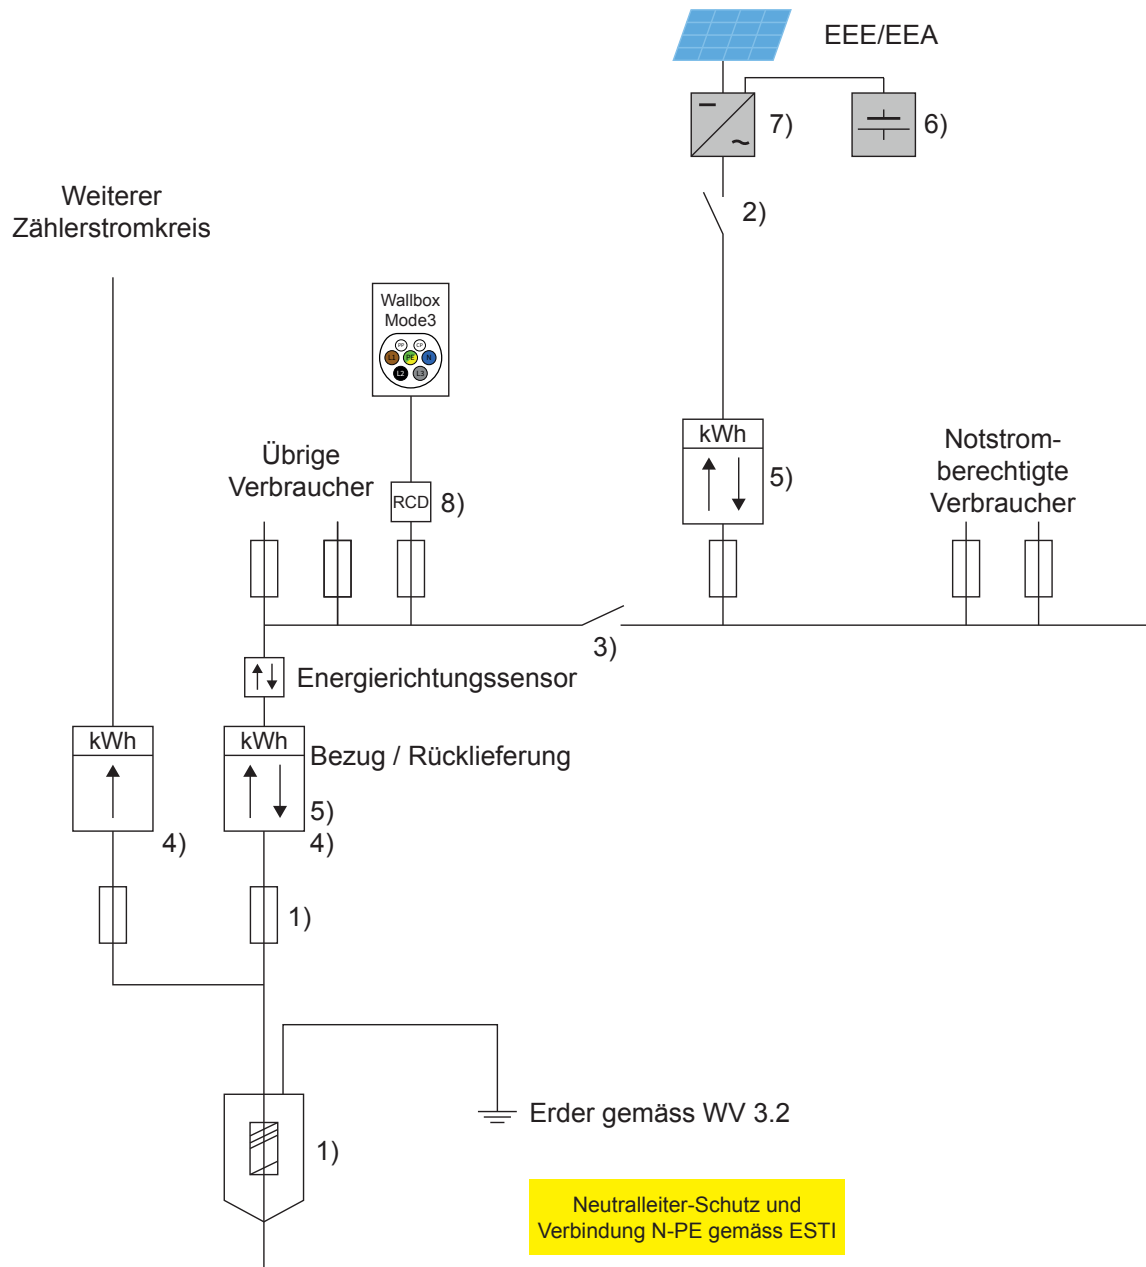 EEE/EEA
7)
6)
Weiterer
Zählerstromkreis
2)
Wallbox
Mode3
PP
CP
L1
PE
N
L2
L3
kWh
5)
Übrige
Verbraucher
RCD
8)
Notstrom-
berechtigte
Verbraucher
3)
Energierichtungssensor
kWh
4)
kWh
Bezug / Rücklieferung
5)
4)
1)
Erder gemäss WV 3.2
1)
Neutralleiter-Schutz und
Verbindung N-PE gemäss ESTI